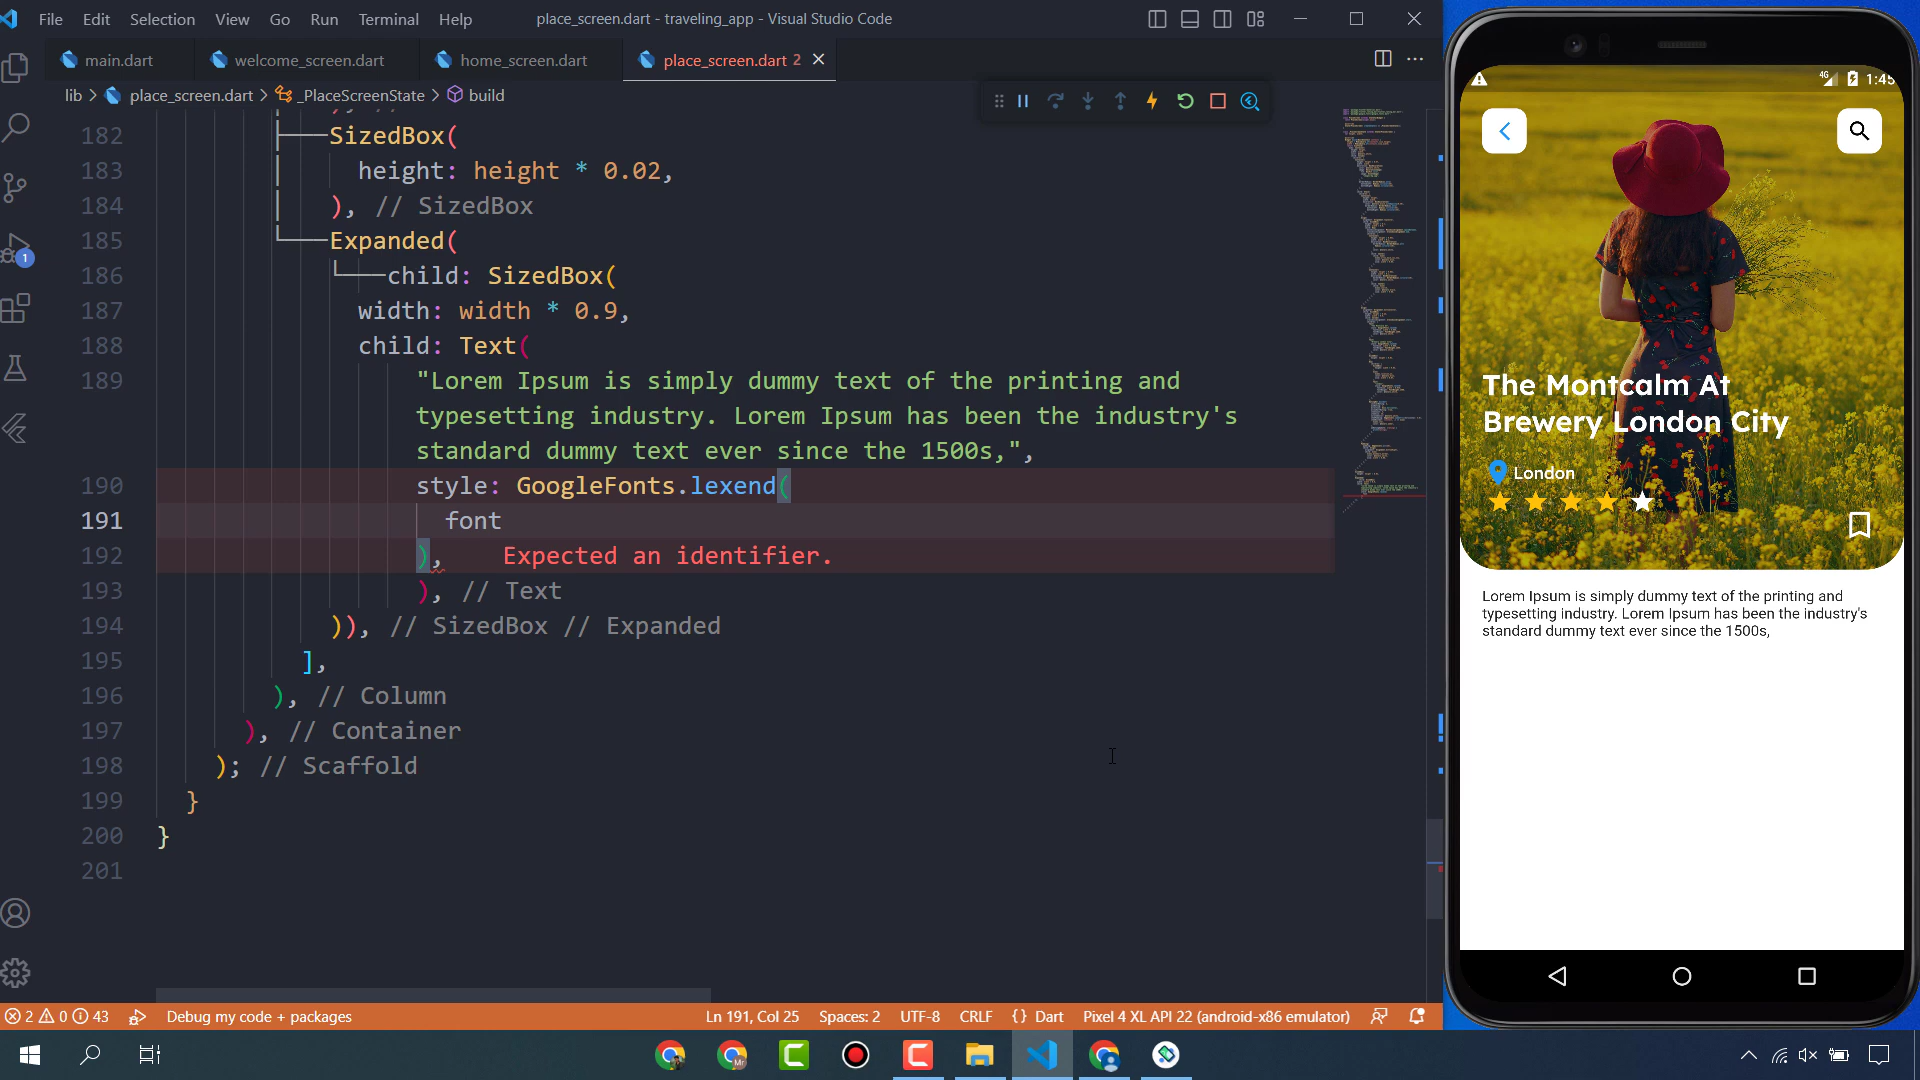 File Edit Selection View Go Run Terminal Help
place_screen.dart - traveling_app - Visual Studio Code
main.dart
welcome_screen.dart
home_screen.dart
place_screen.dart 2
lib > place_screen.dart > _PlaceScreenState > build
182 SizedBox(
183 height: height * 0.02,
184 ), // SizedBox
185 Expanded(
186 child: SizedBox(
187 width: width * 0.9,
188 child: Text(
189 "Lorem Ipsum is simply dummy text of the printing and
typesetting industry. Lorem Ipsum has been the industry's
standard dummy text ever since the 1500s,",
190 style: GoogleFonts.lexend(
191 font
192 ), Expected an identifier.
193 ), // Text
194 )), // SizedBox // Expanded
195 ],
196 ), // Column
197 ), // Container
198 ); // Scaffold
199 }
200 }
201
1
2 0 43
Debug my code + packages
Ln 191, Col 25
Spaces: 2
UTF-8
CRLF
{} Dart
Pixel 4 XL API 22 (android-x86 emulator)
4G
1:45
The Montcalm At
Brewery London City
London
Lorem Ipsum is simply dummy text of the printing and
typesetting industry. Lorem Ipsum has been the industry's
standard dummy text ever since the 1500s,